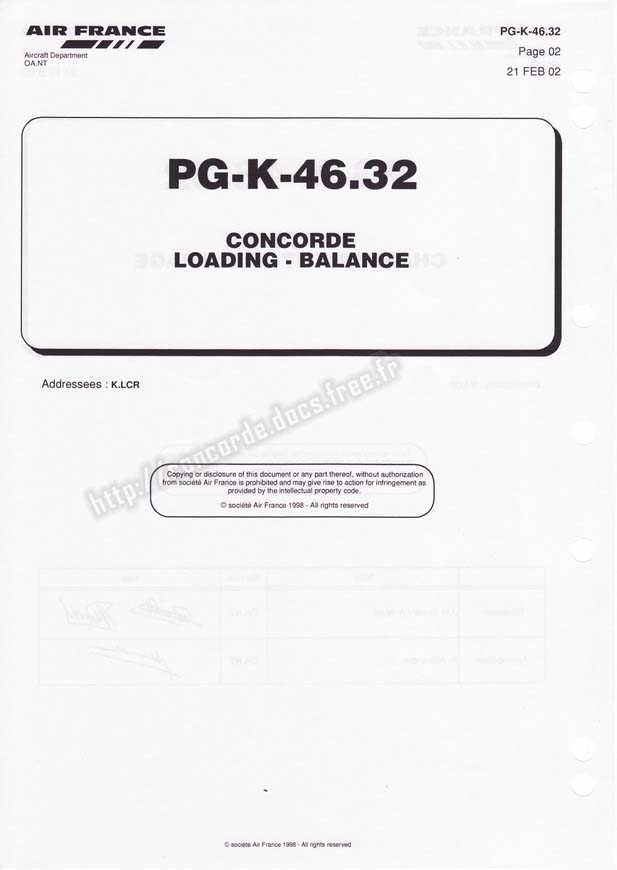 AIR FRANCE
Aircraft Department
OA.NT
PG-K-46.32
Page 02
21 FEB 02
PG-K-46.32
CONCORDE
LOADING - BALANCE
Addressees : K.LCR
http://concorde.docs.free.fr
Copying or disclosure of this document or any part thereof, without authorization
from société Air France is prohibited and may give rise to action for infringement as
provided by the intellectual property code.
© société Air France 1998 - All rights reserved
© société Air France 1998 - All rights reserved